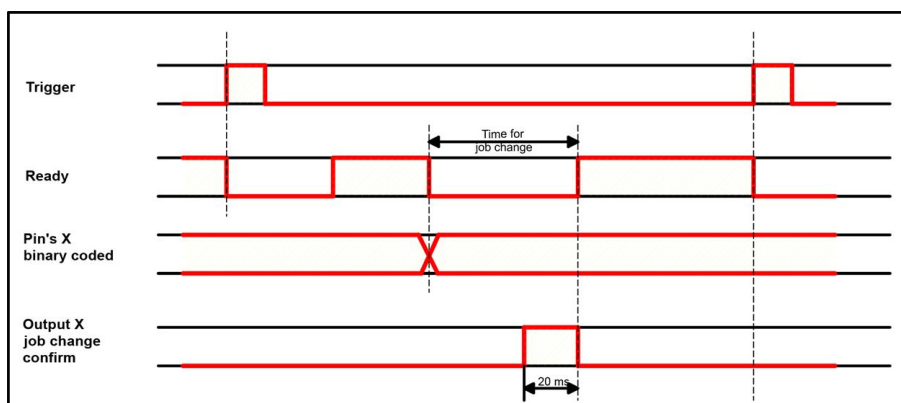 Trigger
Time for
job change
Ready
Pin's X
binary coded
Output X
job change
confirm
20 ms